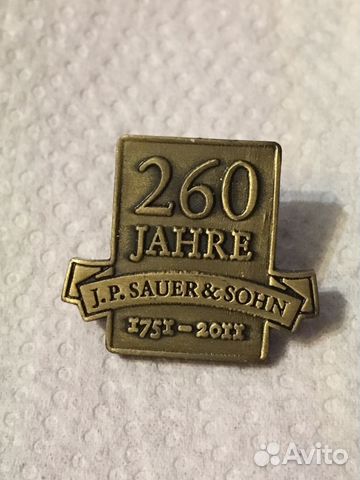 260
JAHRE
J.P. SAUER & SOHN
1751-2011
Avito